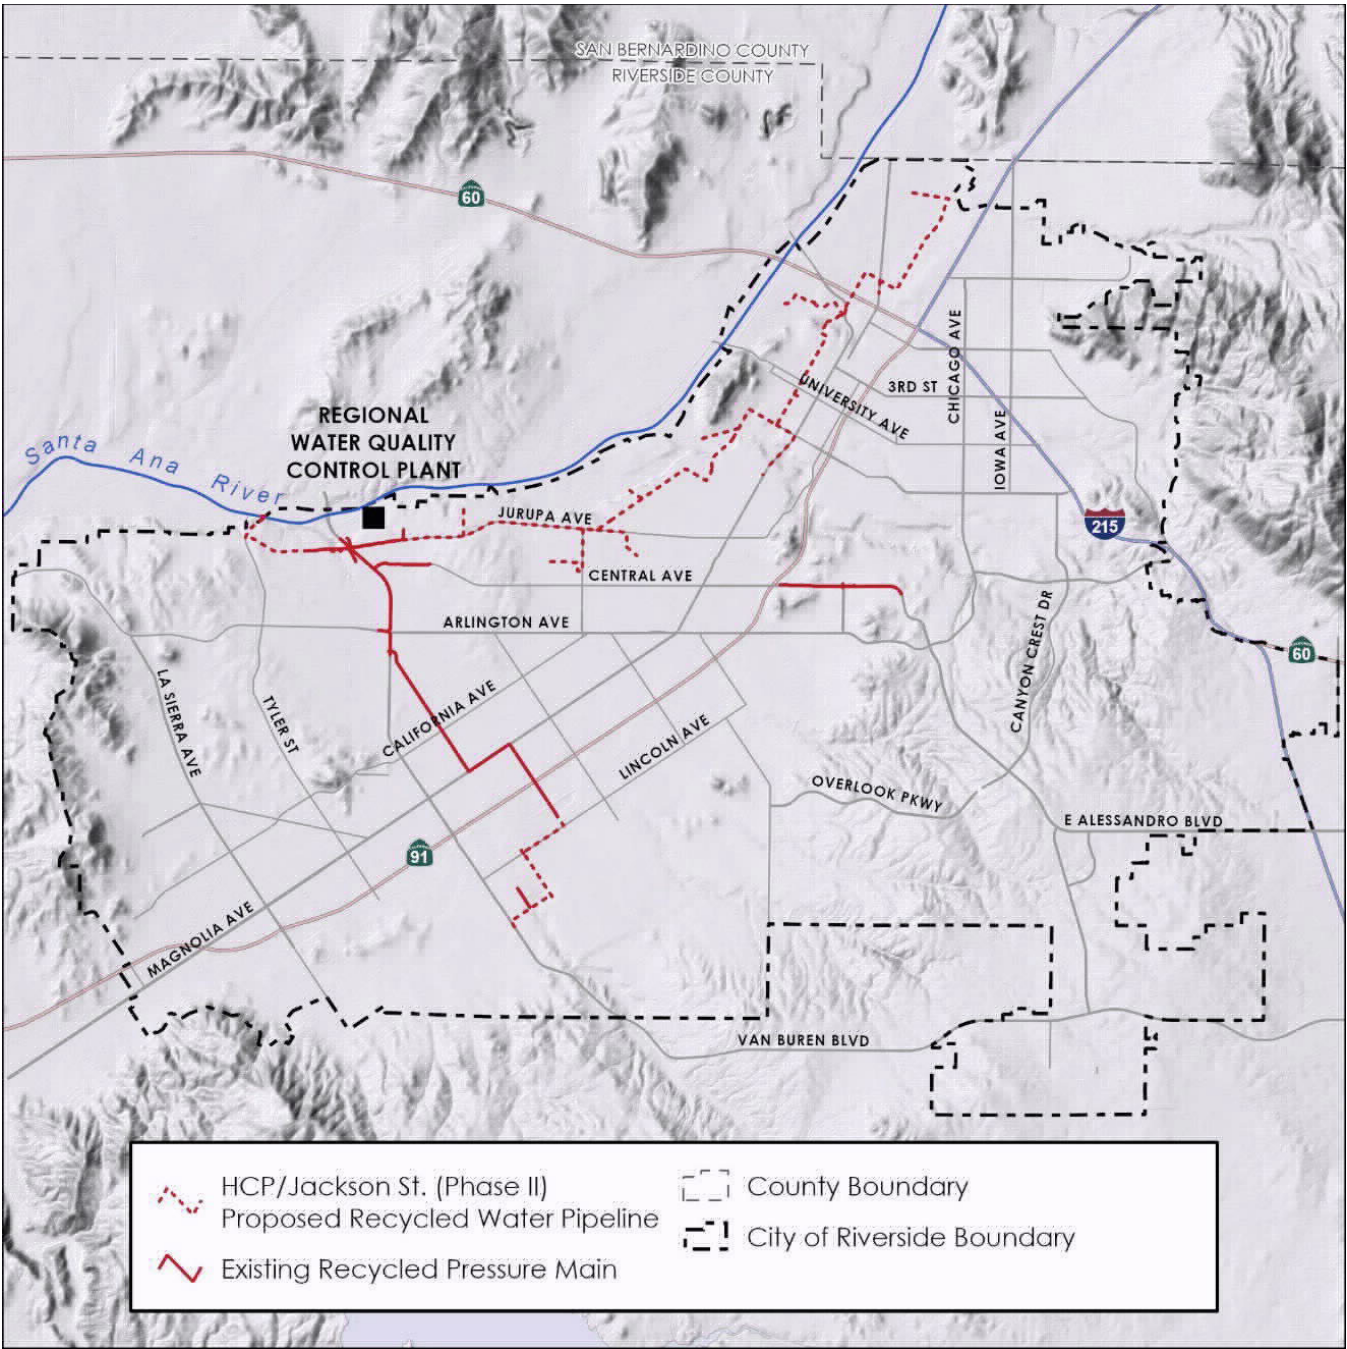 SAN BERNARDINO COUNTY
RIVERSIDE COUNTY
60
REGIONAL
WATER QUALITY
CONTROL PLANT
Santa Ana River
3RD ST
UNIVERSITY AVE
CHICAGO AVE
IOWA AVE
JURUPA AVE
215
CENTRAL AVE
ARLINGTON AVE
CANYON CREST DR
60
LA SIERRA AVE
TYLER ST
CALIFORNIA AVE
LINCOLN AVE
OVERLOOK PKWY
E ALESSANDRO BLVD
91
MAGNOLIA AVE
VAN BUREN BLVD
HCP/Jackson St. (Phase II)
Proposed Recycled Water Pipeline
Existing Recycled Pressure Main
County Boundary
City of Riverside Boundary